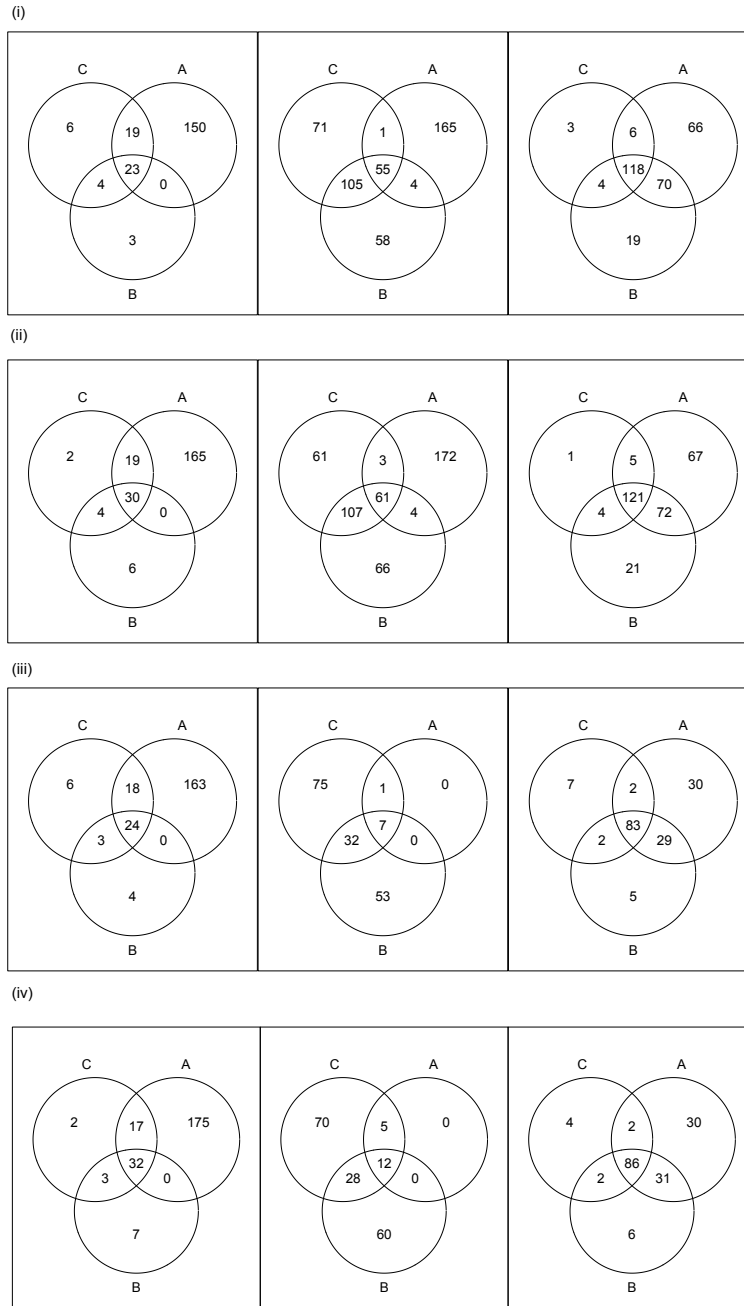 (i)
C A C A C A
6 19 150 71 1 165 3 6 66
23 55 118
4 0 105 4 4 70
3 58 19
B B B
(ii)
C A C A C A
2 19 165 61 3 172 1 5 67
30 61 121
4 0 107 4 4 72
6 66 21
B B B
(iii)
C A C A C A
6 18 163 75 1 0 7 2 30
24 7 83
3 0 32 0 2 29
4 53 5
B B B
(iv)
C A C A C A
2 17 175 70 5 0 4 2 30
32 12 86
3 0 28 0 2 31
7 60 6
B B B